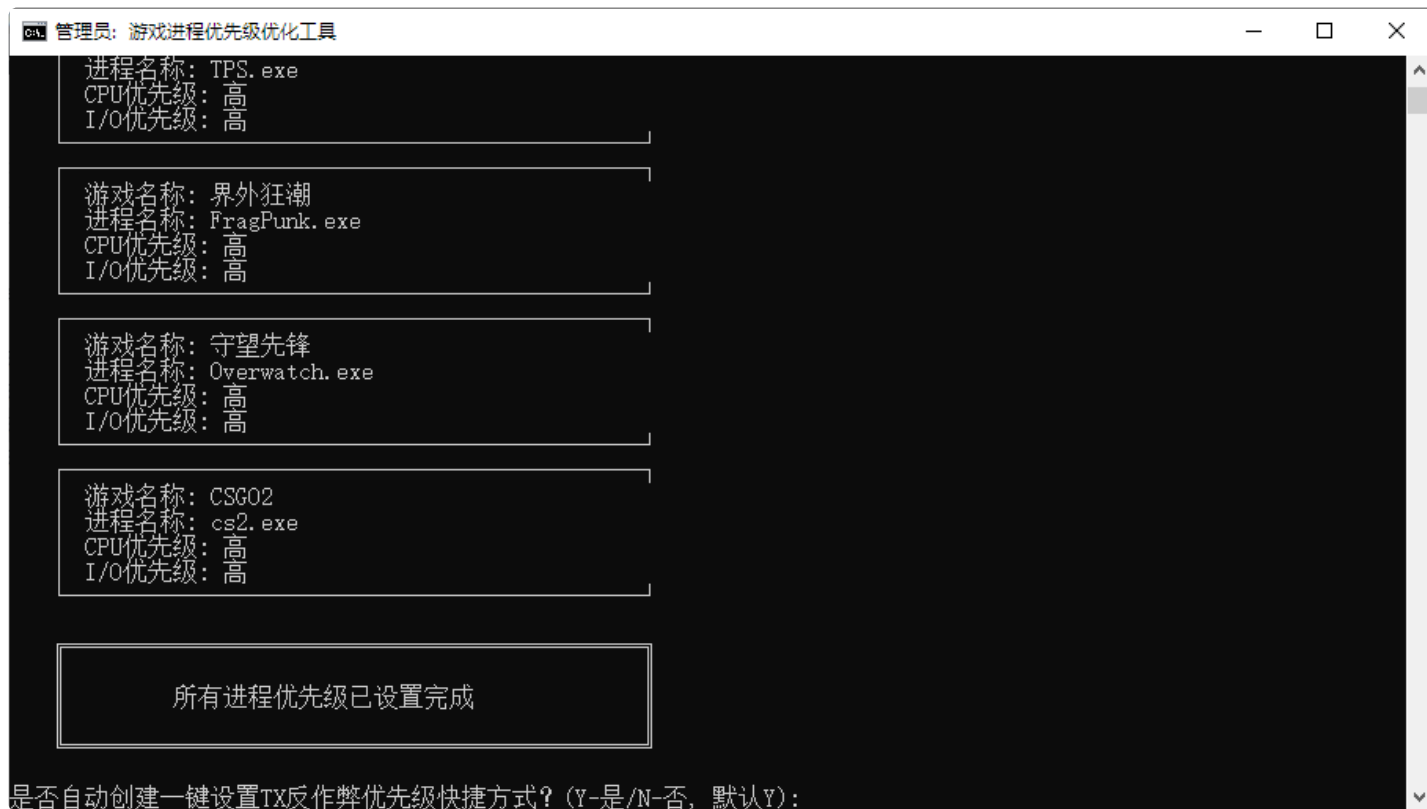 管理员: 游戏进程优先级优化工具
进程名称: TPS.exe
CPU优先级: 高
I/O优先级: 高
游戏名称: 界外狂潮
进程名称: FragPunk.exe
CPU优先级: 高
I/O优先级: 高
游戏名称: 守望先锋
进程名称: Overwatch.exe
CPU优先级: 高
I/O优先级: 高
游戏名称: CSGO2
进程名称: cs2.exe
CPU优先级: 高
I/O优先级: 高
所有进程优先级已设置完成
是否自动创建一键设置TX反作弊优先级快捷方式? (Y-是/N-否, 默认Y):